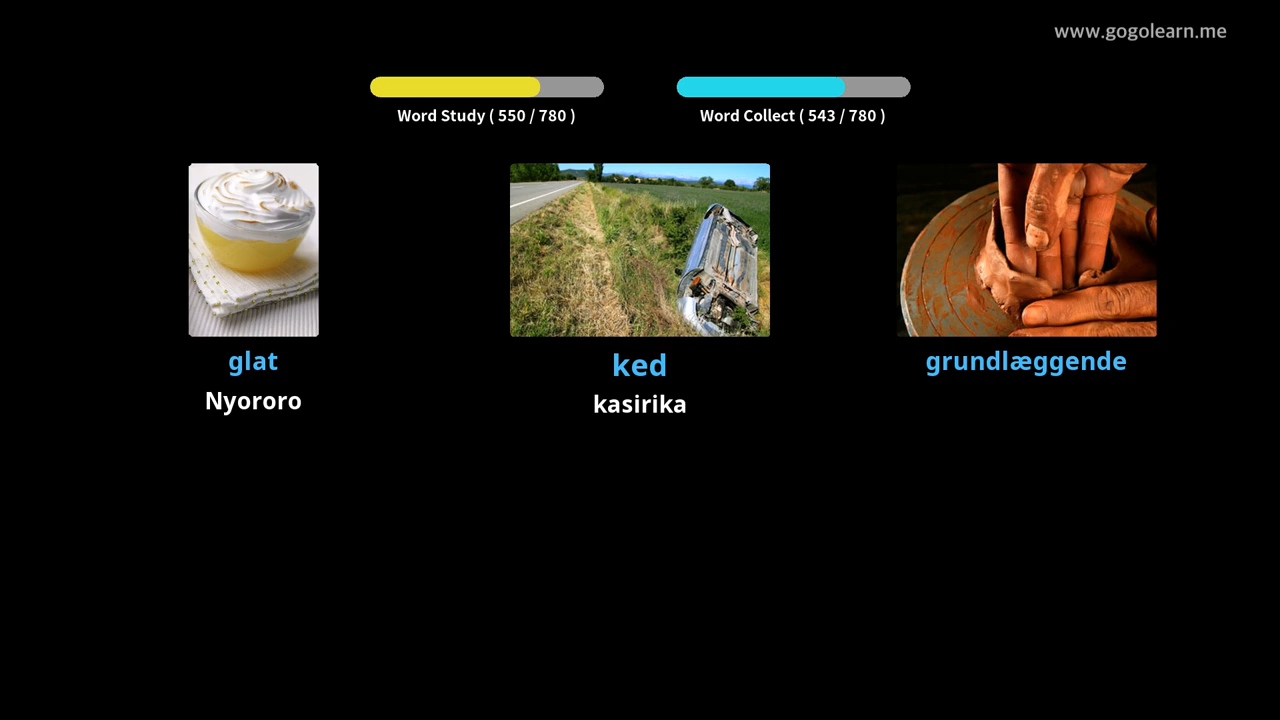 www.gogolearn.me
Word Study ( 550 / 780 )
Word Collect ( 543 / 780 )
glat
ked
grundlæggende
Nyororo
kasirika